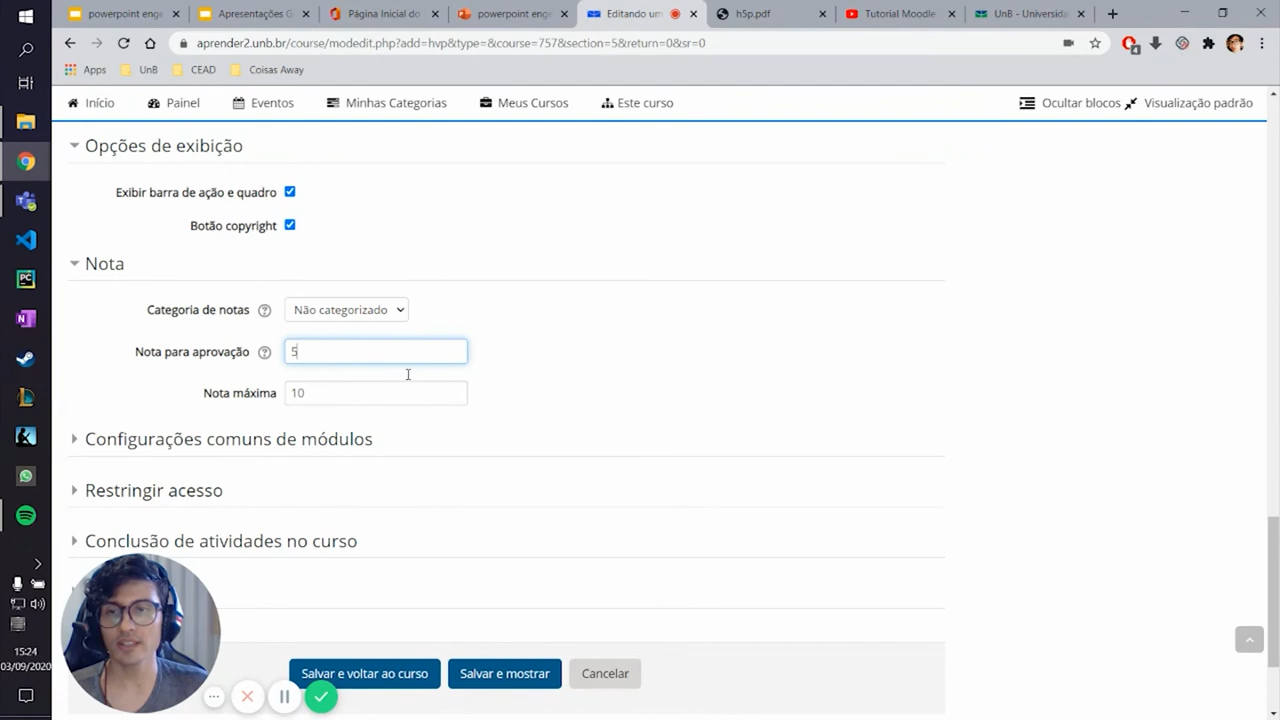 powerpoint enge
Apresentações G
Página Inicial do
powerpoint enge
Editando um
h5p.pdf
Tutorial Moodle
UnB - Universida
aprender2.unb.br/course/modedit.php?add=hvp&type=&course=757&section=5&return=0&sr=0
4
Apps UnB CEAD Coisas Away
Início Painel Eventos Minhas Categorias Meus Cursos Este curso Ocultar blocos Visualização padrão
Opções de exibição
Exibir barra de ação e quadro
Botão copyright
Nota
Categoria de notas ? Não categorizado
Nota para aprovação ? 5
Nota máxima 10
Configurações comuns de módulos
Restringir acesso
Conclusão de atividades no curso
Salvar e voltar ao curso Salvar e mostrar Cancelar
15:24
03/09/2020